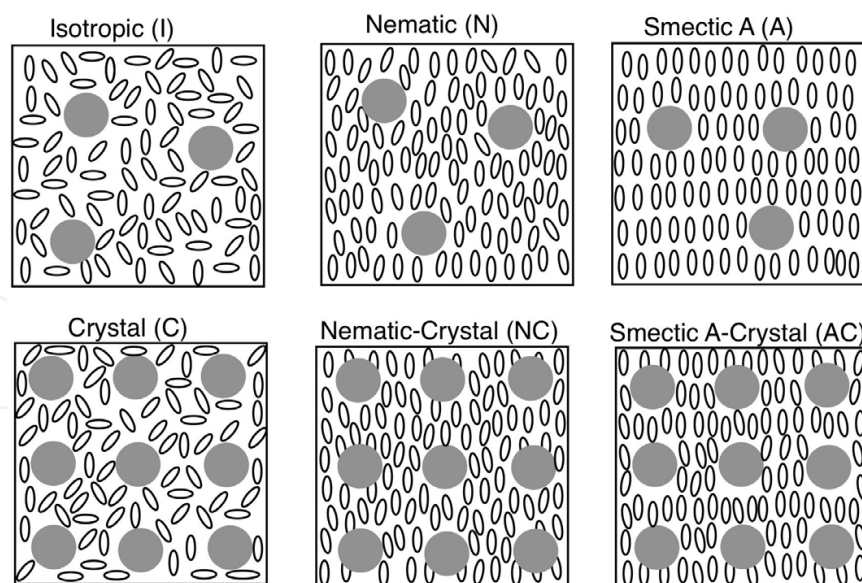 Isotropic (I)
Nematic (N)
Smectic A (A)
Crystal (C)
Nematic-Crystal (NC)
Smectic A-Crystal (AC)